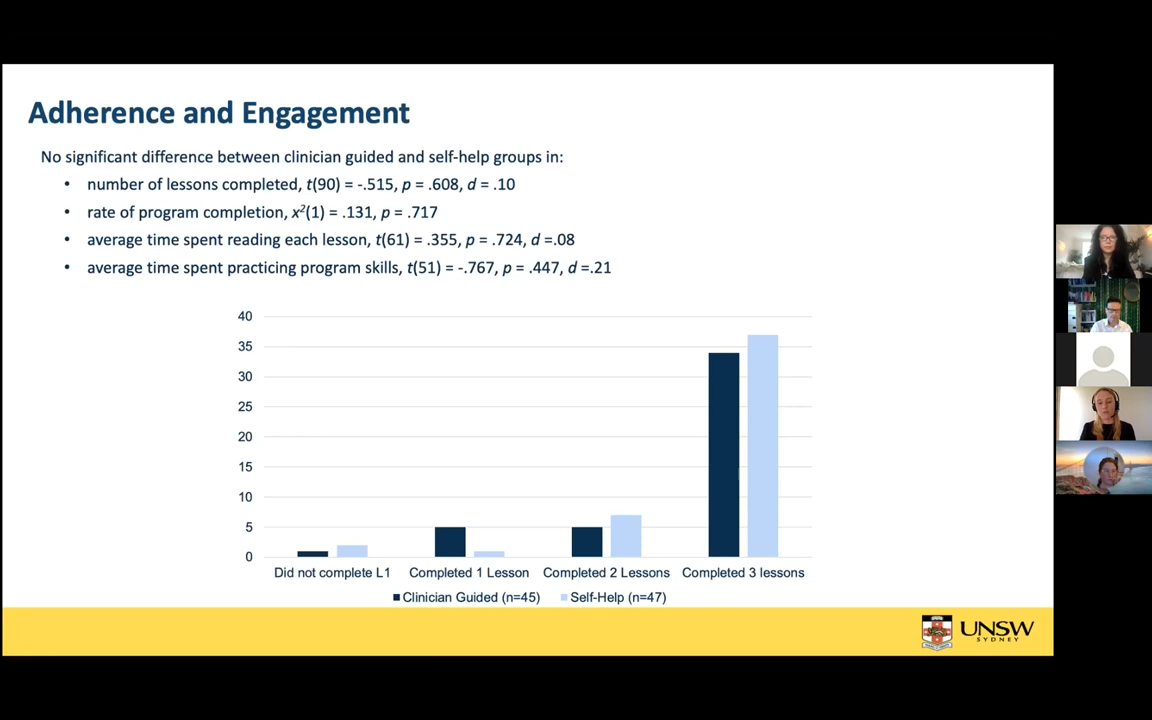 Adherence and Engagement
No significant difference between clinician guided and self-help groups in:
• number of lessons completed, t(90) = -.515, p = .608, d = .10
• rate of program completion, x²(1) = .131, p = .717
• average time spent reading each lesson, t(61) = .355, p = .724, d =.08
• average time spent practicing program skills, t(51) = -.767, p = .447, d =.21
40
35
30
25
20
15
10
5
0
Did not complete L1 Completed 1 Lesson Completed 2 Lessons Completed 3 lessons
Clinician Guided (n=45) Self-Help (n=47)
UNSW
SYDNEY